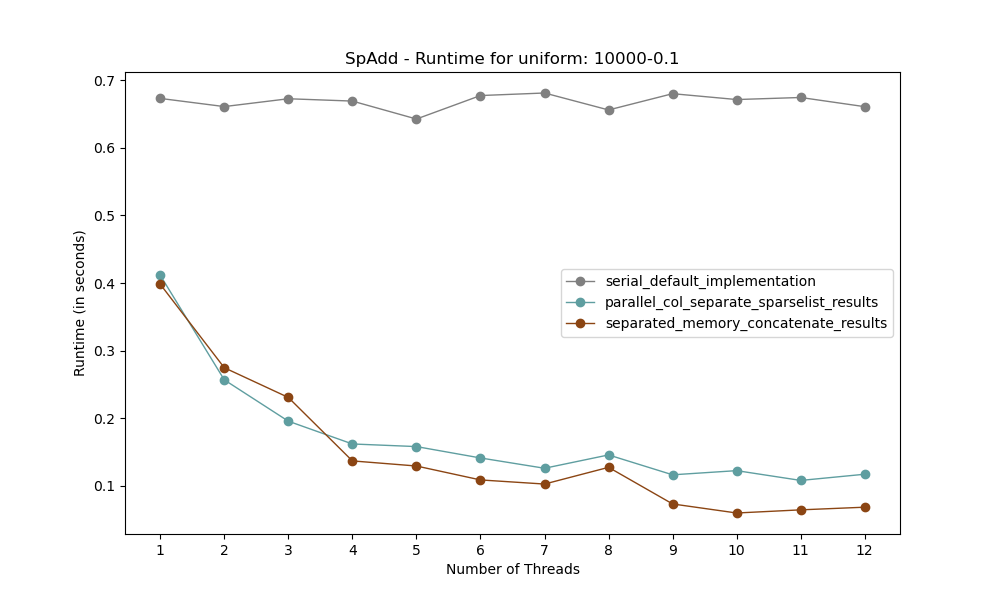 SpAdd - Runtime for uniform: 10000-0.1
Runtime (in seconds)
0.7
0.6
0.5
0.4
0.3
0.2
0.1
serial_default_implementation
parallel_col_separate_sparselist_results
separated_memory_concatenate_results
1 2 3 4 5 6 7 8 9 10 11 12
Number of Threads